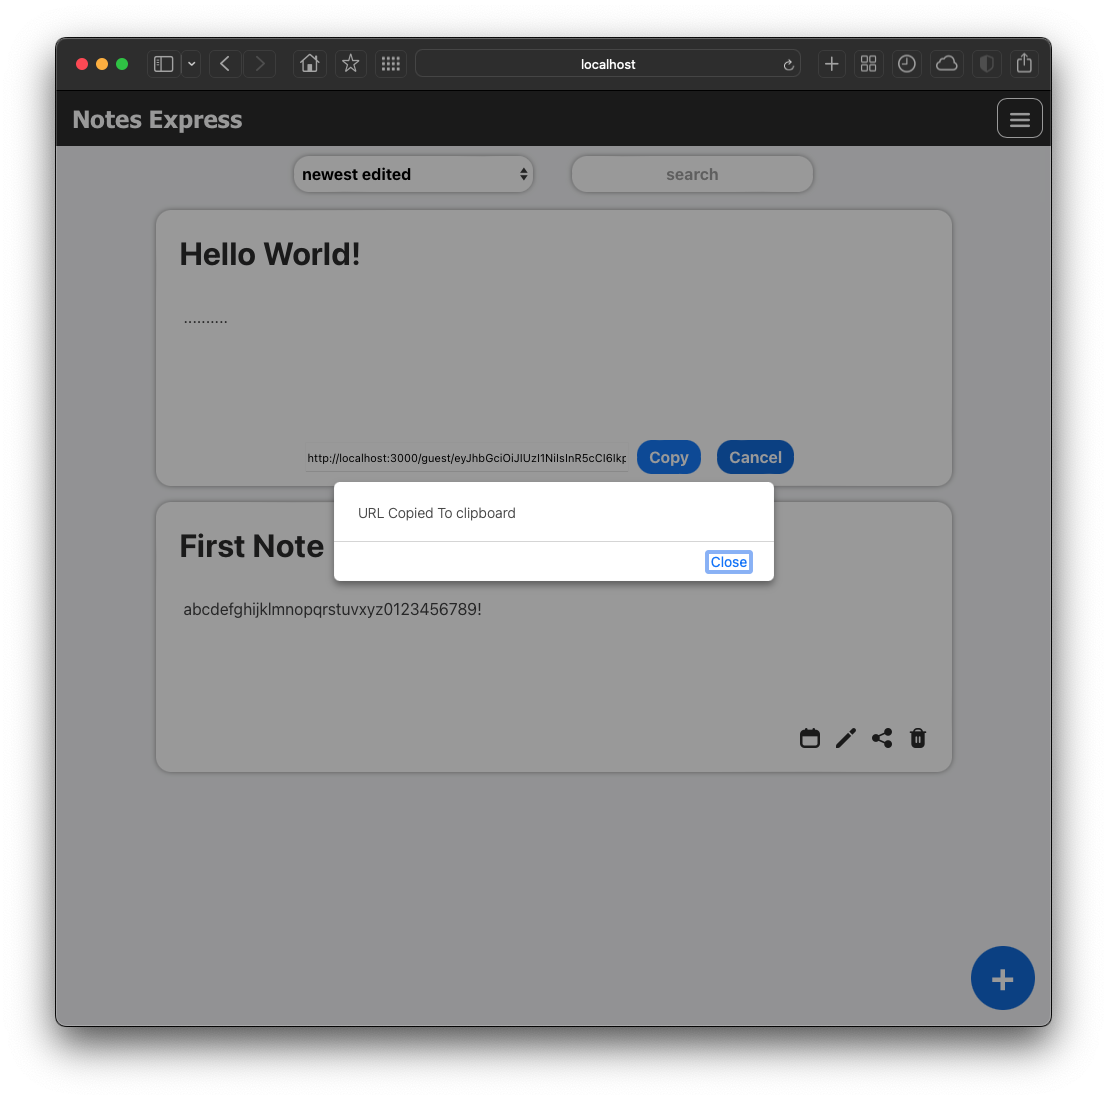 localhost
Notes Express
newest edited
search
Hello World!
..........
http://localhost:3000/guest/eyJhbGciOiJIUzI1NiIsInR5cCI6Ikp
Copy
Cancel
URL Copied To clipboard
Close
First Note
abcdefghijklmnopqrstuvxyz0123456789!